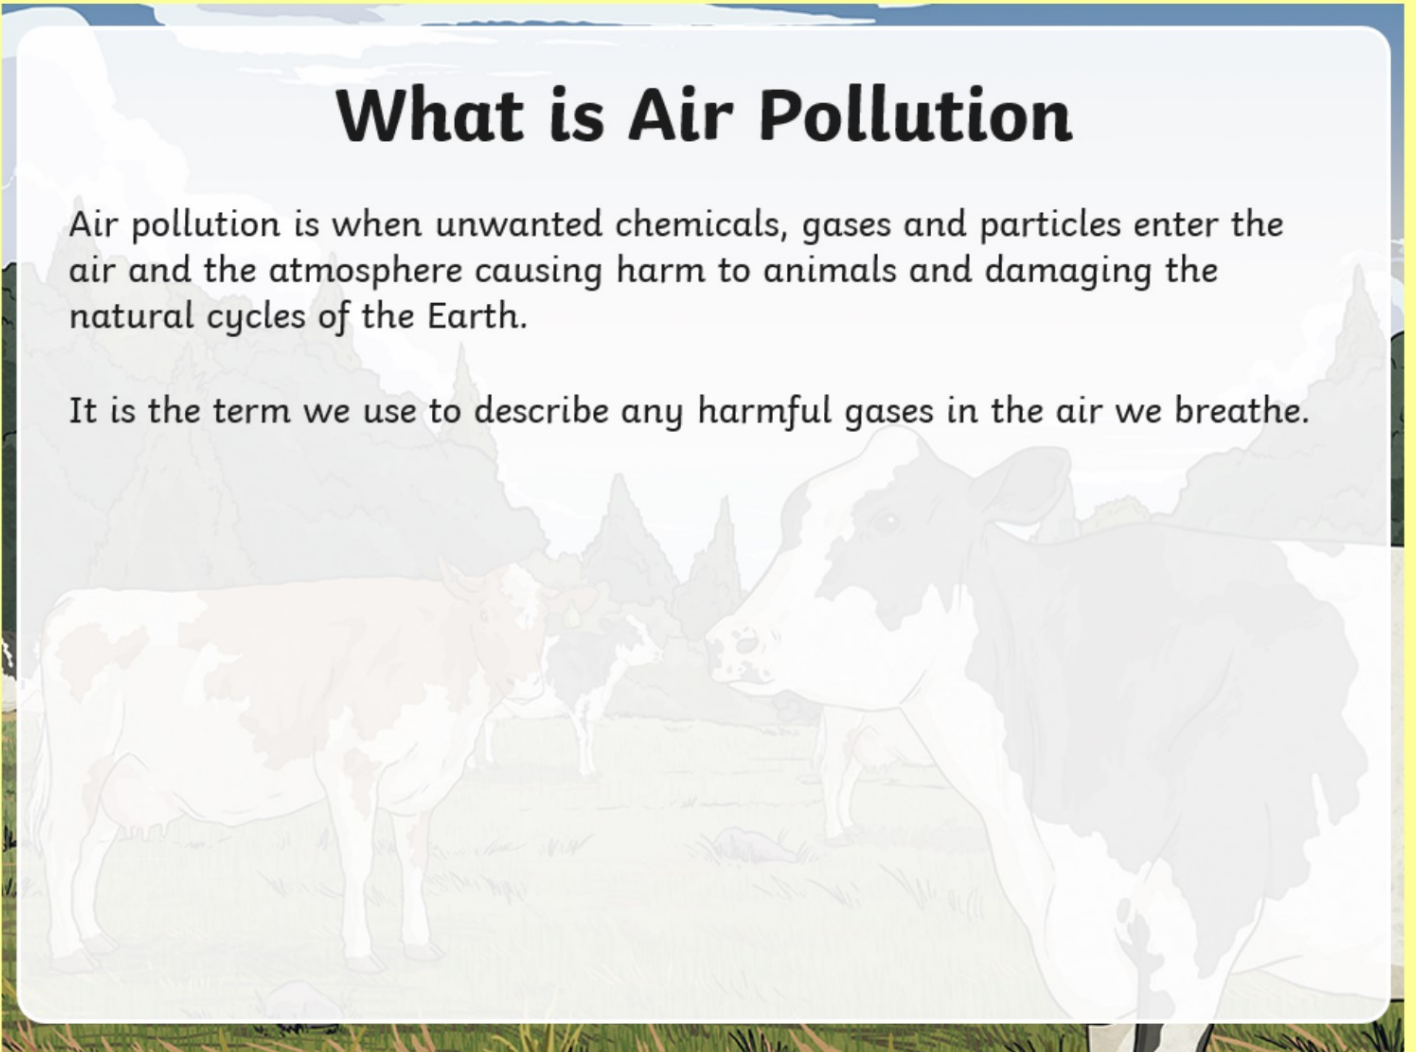 What is Air Pollution
Air pollution is when unwanted chemicals, gases and particles enter the
air and the atmosphere causing harm to animals and damaging the
natural cycles of the Earth.
It is the term we use to describe any harmful gases in the air we breathe.